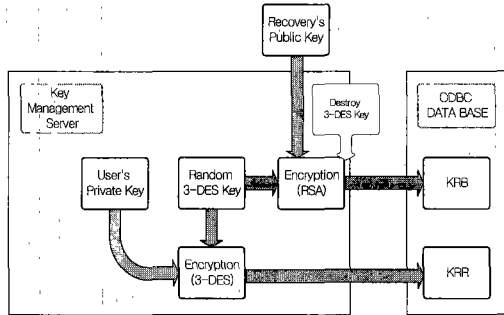 Recovery's
Public Key
Key
Management
Server
Destroy
3-DES Key
ODBC
DATA BASE
User's
Private Key
Random
3-DES Key
Encryption
(RSA)
KRB
Encryption
(3-DES)
KRR